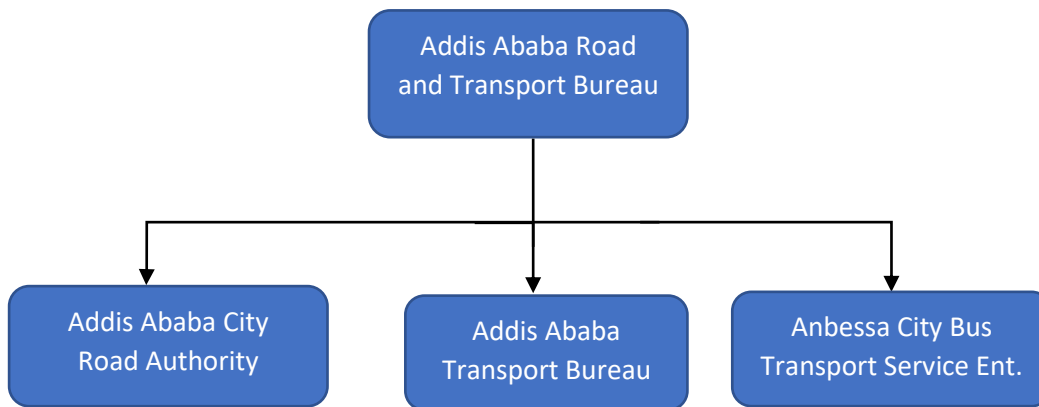 Addis Ababa Road
and Transport Bureau
Addis Ababa City
Road Authority
Addis Ababa
Transport Bureau
Anbessa City Bus
Transport Service Ent.